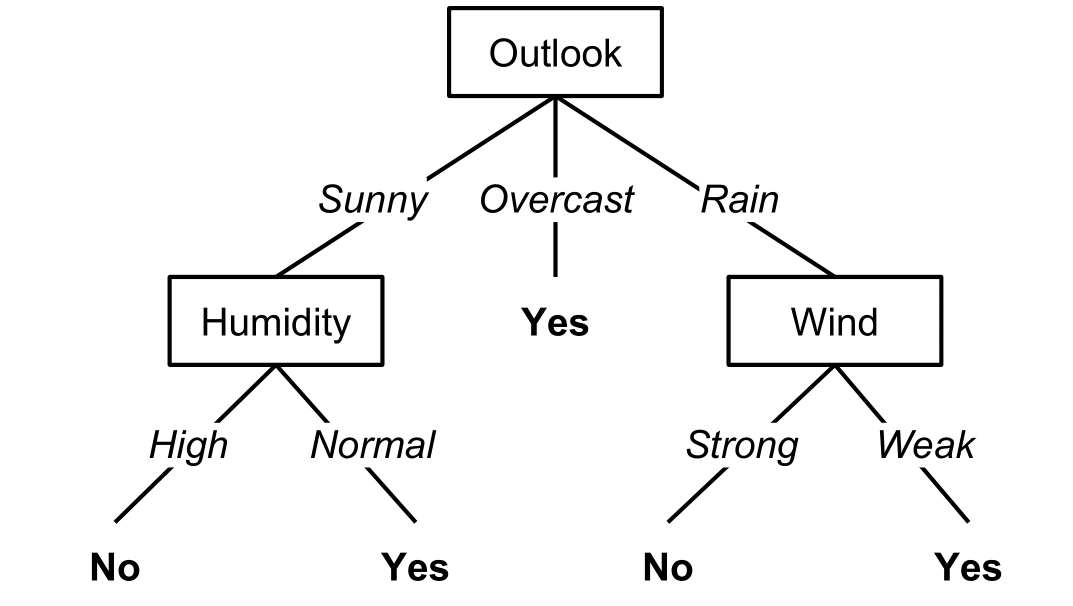 Outlook
Sunny Overcast Rain
Humidity Yes Wind
High Normal Strong Weak
No Yes No Yes